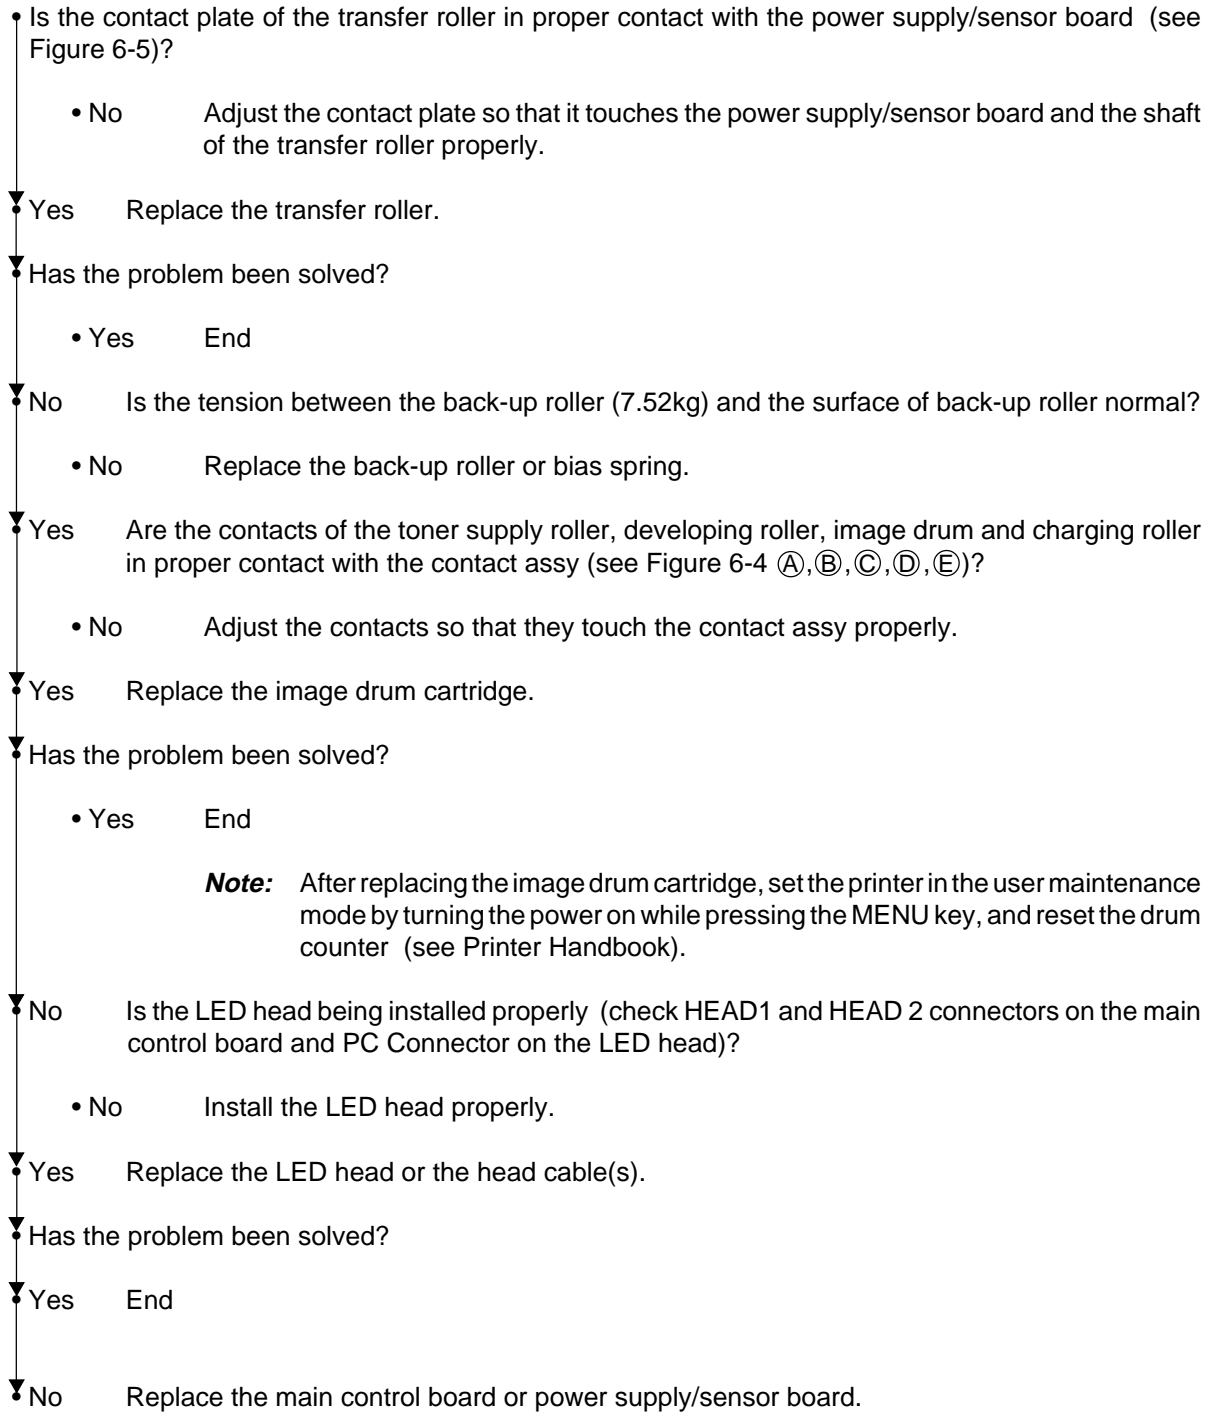 • Is the contact plate of the transfer roller in proper contact with the power supply/sensor board (see
Figure 6-5)?
• No Adjust the contact plate so that it touches the power supply/sensor board and the shaft
of the transfer roller properly.
• Yes Replace the transfer roller.
• Has the problem been solved?
• Yes End
• No Is the tension between the back-up roller (7.52kg) and the surface of back-up roller normal?
• No Replace the back-up roller or bias spring.
• Yes Are the contacts of the toner supply roller, developing roller, image drum and charging roller
in proper contact with the contact assy (see Figure 6-4 Ⓐ,Ⓑ,Ⓒ,Ⓓ,Ⓔ)?
• No Adjust the contacts so that they touch the contact assy properly.
• Yes Replace the image drum cartridge.
• Has the problem been solved?
• Yes End
Note: After replacing the image drum cartridge, set the printer in the user maintenance
mode by turning the power on while pressing the MENU key, and reset the drum
counter (see Printer Handbook).
• No Is the LED head being installed properly (check HEAD1 and HEAD 2 connectors on the main
control board and PC Connector on the LED head)?
• No Install the LED head properly.
• Yes Replace the LED head or the head cable(s).
• Has the problem been solved?
• Yes End
• No Replace the main control board or power supply/sensor board.